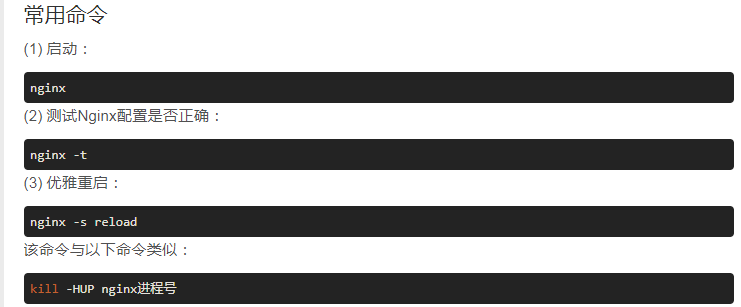 常用命令
(1) 启动：
nginx
(2) 测试Nginx配置是否正确：
nginx -t
(3) 优雅重启：
nginx -s reload
该命令与以下命令类似：
kill -HUP nginx进程号